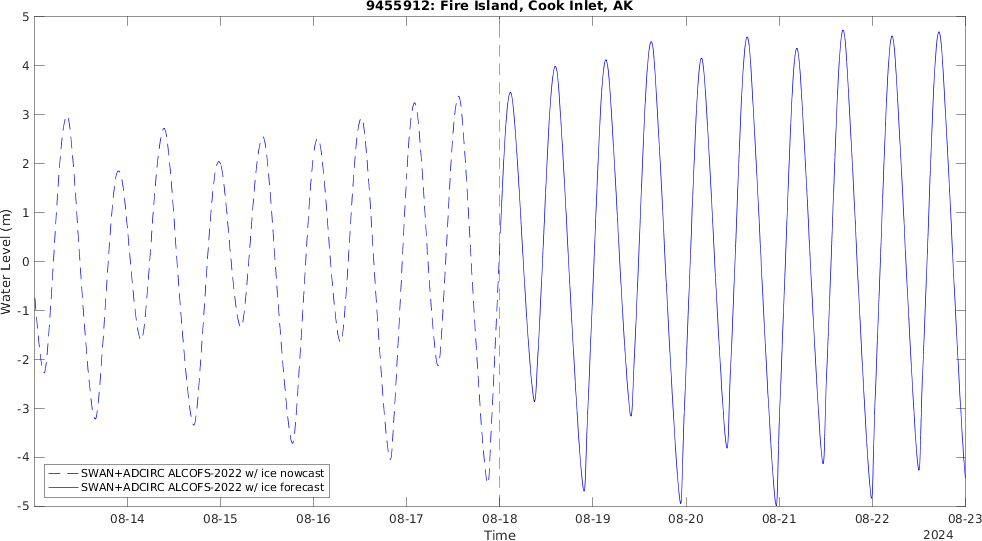 9455912: Fire Island, Cook Inlet, AK
Water Level (m)
5
4
3
2
1
0
-1
-2
-3
-4
-5
SWAN+ADCIRC ALCOFS-2022 w/ ice nowcast
SWAN+ADCIRC ALCOFS-2022 w/ ice forecast
08-14 08-15 08-16 08-17 08-18 08-19 08-20 08-21 08-22 08-23
Time
2024